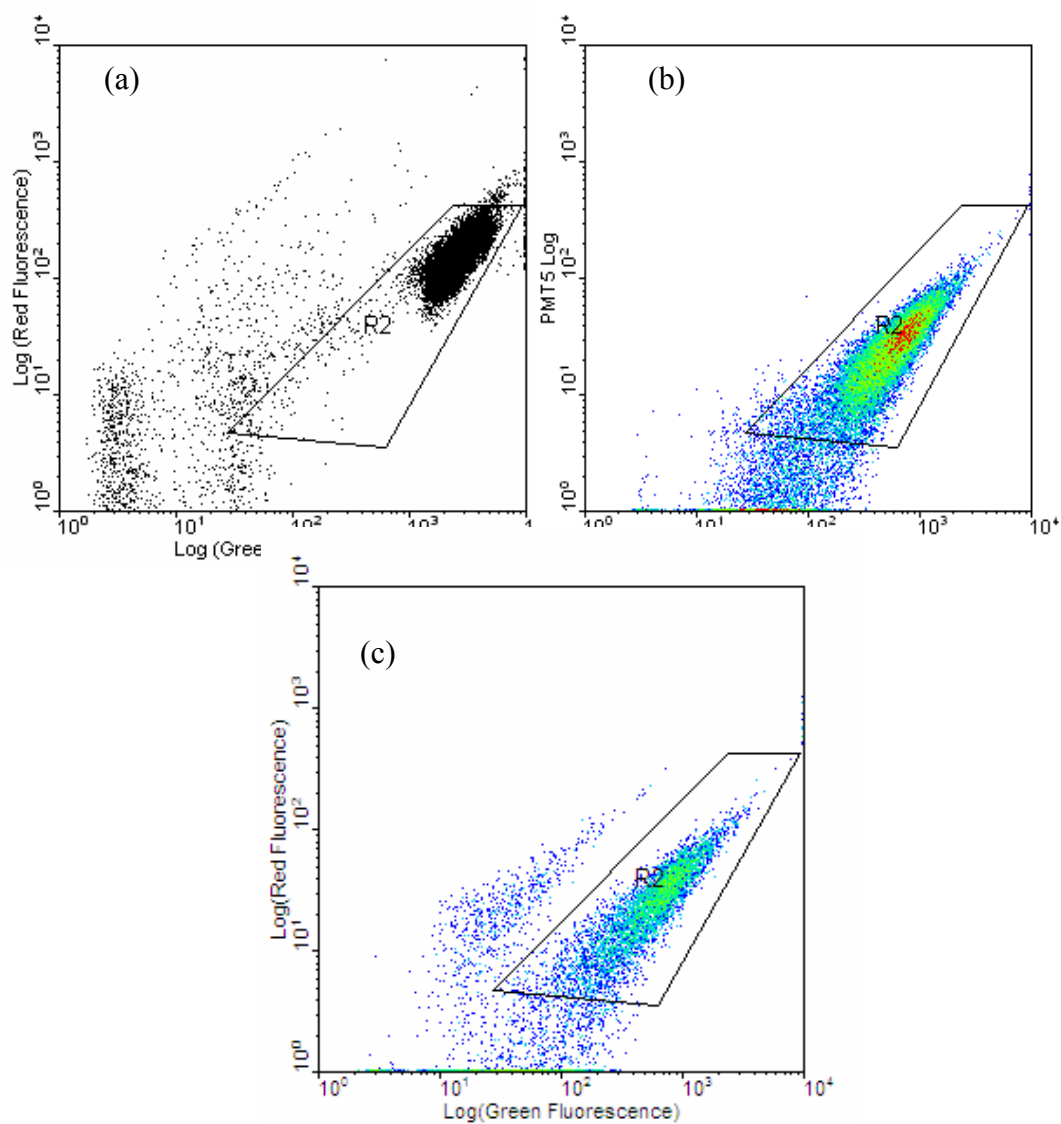 (a)
10⁴
10³
10²
10¹
10⁰
Log (Red Fluorescence)
R2
10⁰ 10¹ 10² 10³ 1
Log (Gree
(b)
10⁴
10³
10²
10¹
10⁰
PMT5 Log
R2
10⁰ 10¹ 10² 10³ 10⁴
(c)
10⁴
10³
10²
10¹
10⁰
Log(Red Fluorescence)
R2
10⁰ 10¹ 10² 10³ 10⁴
Log(Green Fluorescence)